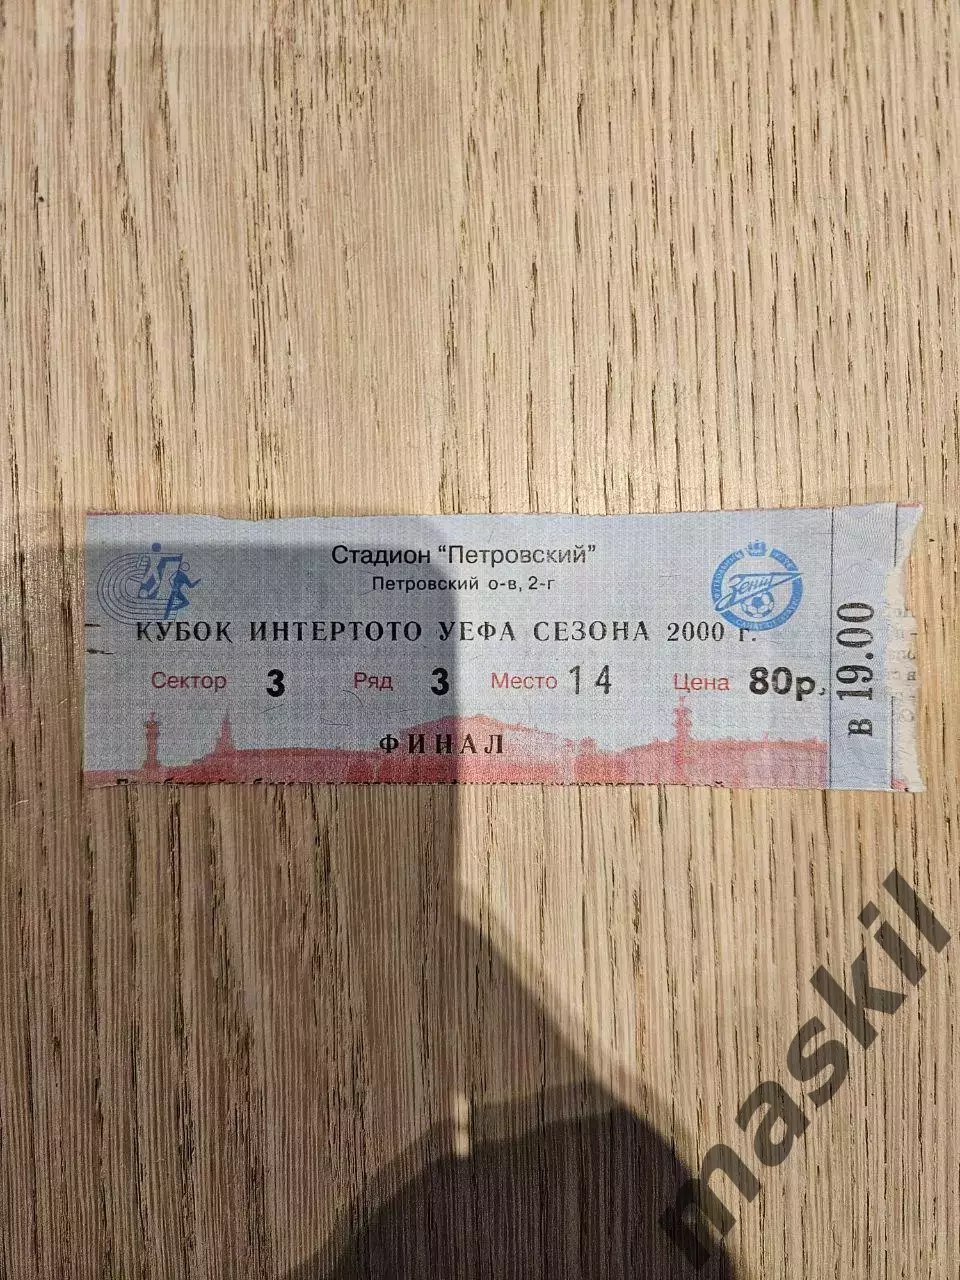 Стадион "Петровский"
Петровский о-в, 2-г
Зенит
КУБОК ИНТЕРТОТО УЕФА СЕЗОНА 2000 г.
Сектор 3 Ряд 3 Место 14 Цена 80р.
ФИНАЛ
в 19.00
maskil